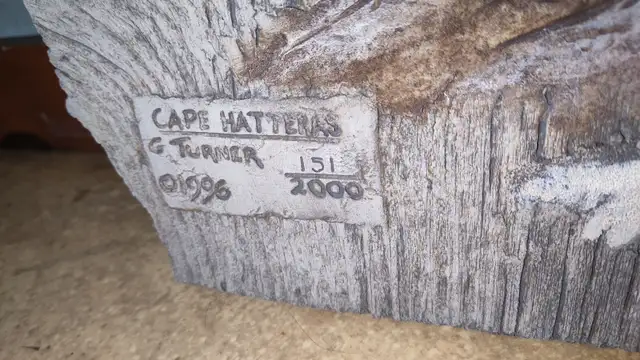 CAPE HATTERAS
G TURNER 151
©1996 2000